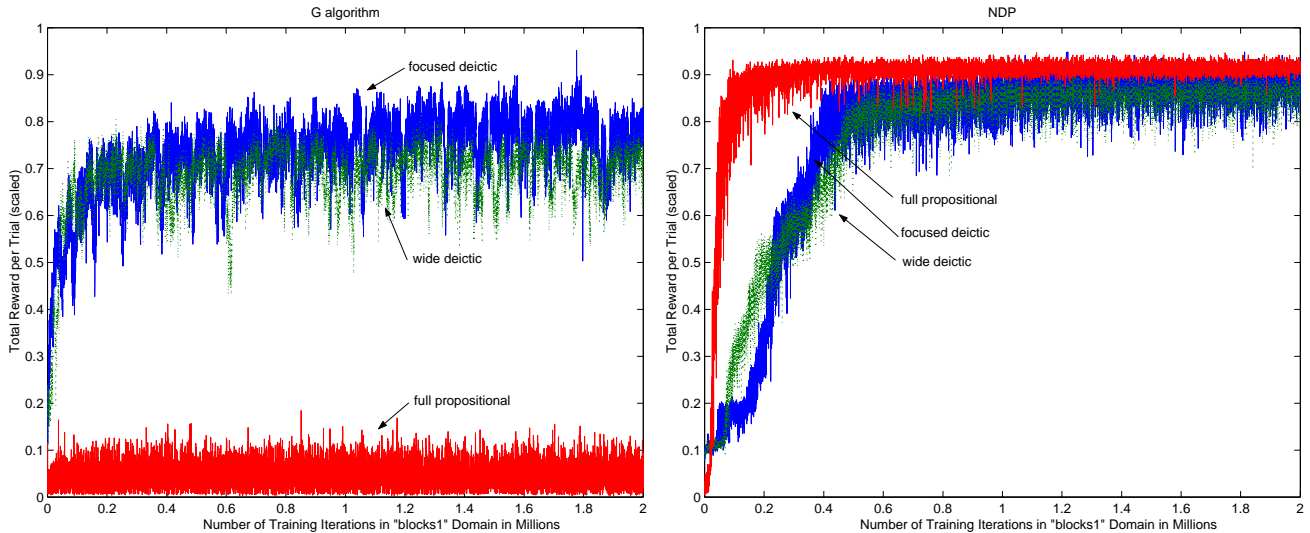 G algorithm
1
0.9
0.8
0.7
0.6
0.5
0.4
0.3
0.2
0.1
0
Total Reward per Trial (scaled)
focused deictic
wide deictic
full propositional
0 0.2 0.4 0.6 0.8 1 1.2 1.4 1.6 1.8 2
Number of Training Iterations in "blocks1" Domain in Millions
NDP
1
0.9
0.8
0.7
0.6
0.5
0.4
0.3
0.2
0.1
0
Total Reward per Trial (scaled)
full propositional
focused deictic
wide deictic
0 0.2 0.4 0.6 0.8 1 1.2 1.4 1.6 1.8 2
Number of Training Iterations in "blocks1" Domain in Millions